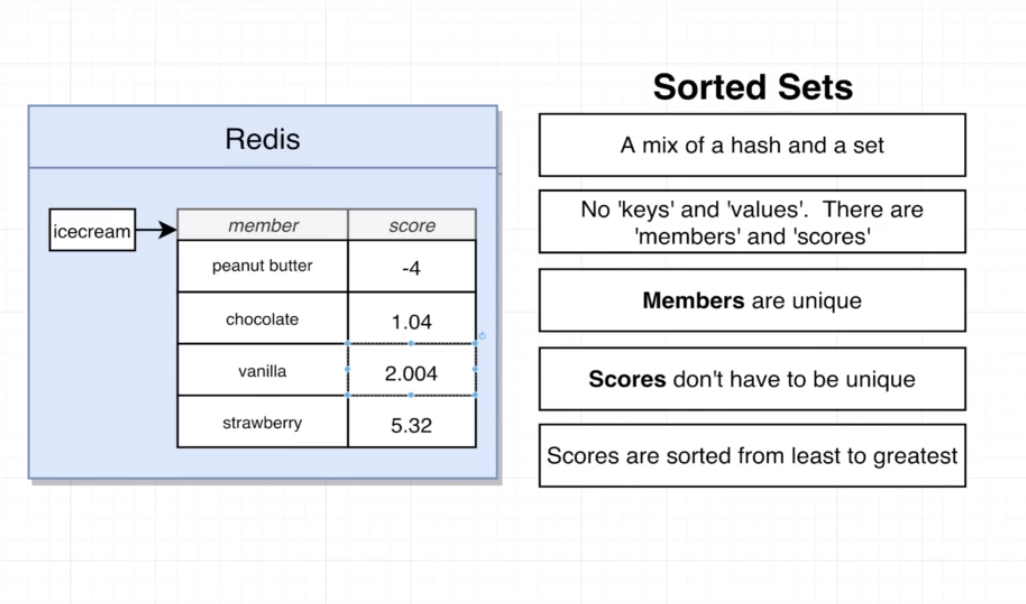 Redis
icecream
member score
peanut butter -4
chocolate 1.04
vanilla 2.004
strawberry 5.32
Sorted Sets
A mix of a hash and a set
No 'keys' and 'values'.  There are
'members' and 'scores'
Members are unique
Scores don't have to be unique
Scores are sorted from least to greatest